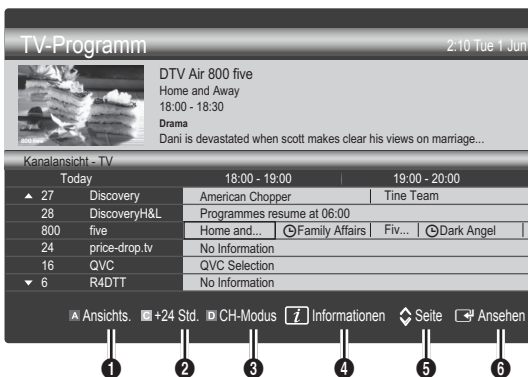 TV-Programm 2:10 Tue 1 Jun
DTV Air 800 five
Home and Away
18:00 - 18:30
Drama
Dani is devastated when scott makes clear his views on marriage...
800 five
Kanalansicht - TV
Today 18:00 - 19:00 19:00 - 20:00
▲ 27 Discovery American Chopper Tine Team
28 DiscoveryH&L Programmes resume at 06:00
800 five Home and... Family Affairs Fiv... Dark Angel
24 price-drop.tv No Information
16 QVC QVC Selection
▼ 6 R4DTT No Information
A Ansichts. C +24 Std. D CH-Modus i Informationen Seite Ansehen
1 2 3 4 5 6